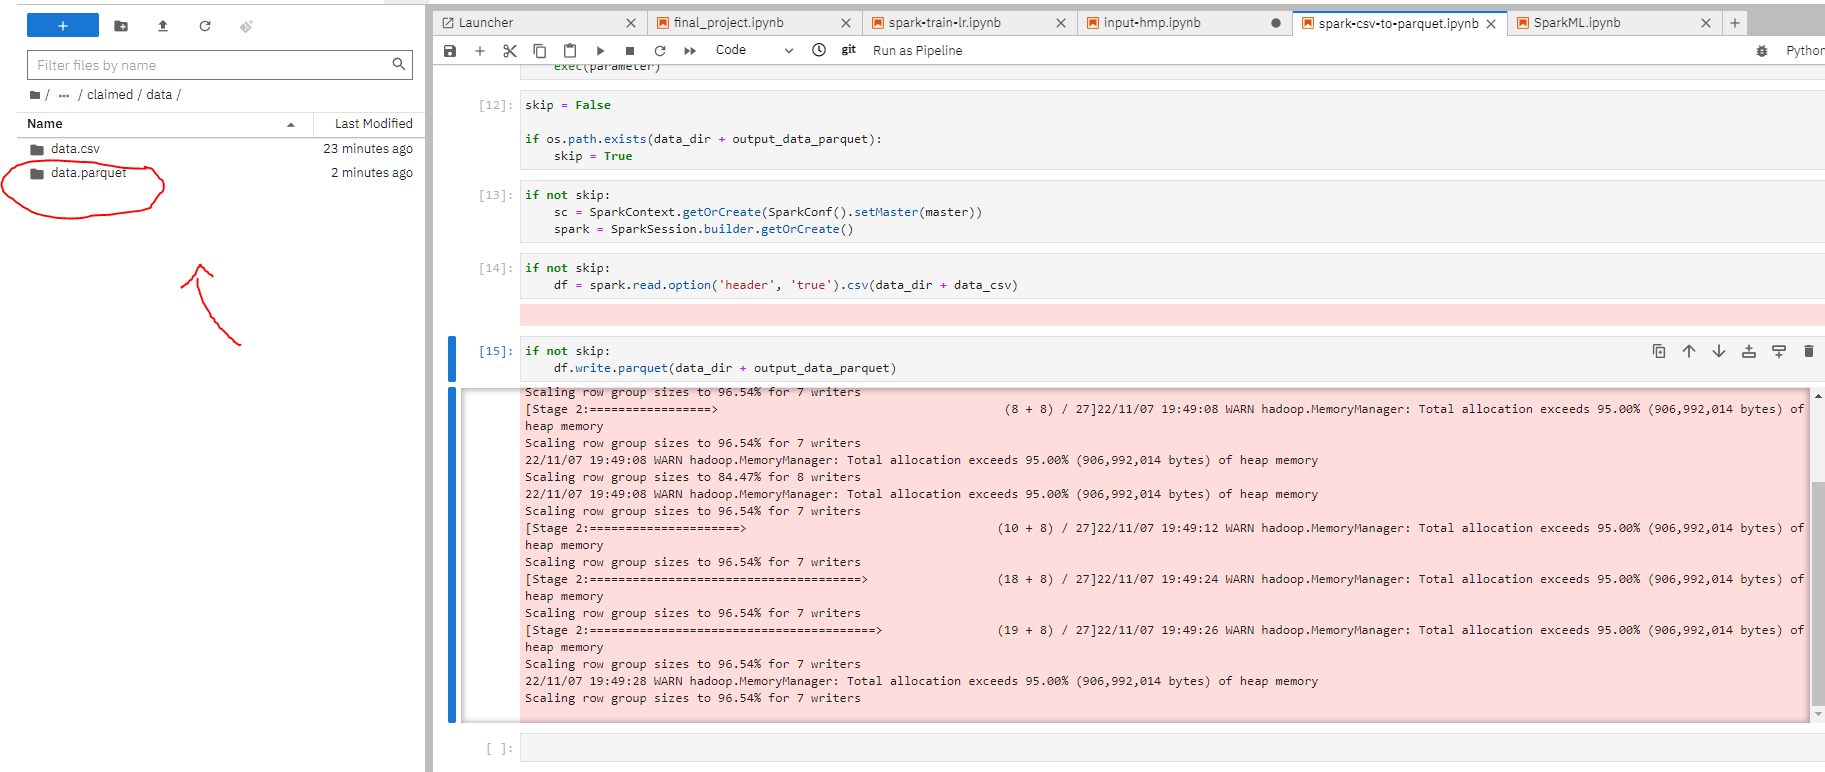 +
Filter files by name
/ ... / claimed / data /
Name Last Modified
data.csv 23 minutes ago
data.parquet 2 minutes ago
Launcher
final_project.ipynb
spark-train-lr.ipynb
input-hmp.ipynb
spark-csv-to-parquet.ipynb
SparkML.ipynb
Code
git
Run as Pipeline
Python
exec(parameter)
[12]: skip = False
if os.path.exists(data_dir + output_data_parquet):
skip = True
[13]: if not skip:
sc = SparkContext.getOrCreate(SparkConf().setMaster(master))
spark = SparkSession.builder.getOrCreate()
[14]: if not skip:
df = spark.read.option('header', 'true').csv(data_dir + data_csv)
[15]: if not skip:
df.write.parquet(data_dir + output_data_parquet)
Scaling row group sizes to 96.54% for 7 writers
[Stage 2:=================> (8 + 8) / 27]22/11/07 19:49:08 WARN hadoop.MemoryManager: Total allocation exceeds 95.00% (906,992,014 bytes) of
heap memory
Scaling row group sizes to 96.54% for 7 writers
22/11/07 19:49:08 WARN hadoop.MemoryManager: Total allocation exceeds 95.00% (906,992,014 bytes) of heap memory
Scaling row group sizes to 84.47% for 8 writers
22/11/07 19:49:08 WARN hadoop.MemoryManager: Total allocation exceeds 95.00% (906,992,014 bytes) of heap memory
Scaling row group sizes to 96.54% for 7 writers
[Stage 2:=====================> (10 + 8) / 27]22/11/07 19:49:12 WARN hadoop.MemoryManager: Total allocation exceeds 95.00% (906,992,014 bytes) of
heap memory
Scaling row group sizes to 96.54% for 7 writers
[Stage 2:======================================> (18 + 8) / 27]22/11/07 19:49:24 WARN hadoop.MemoryManager: Total allocation exceeds 95.00% (906,992,014 bytes) of
heap memory
Scaling row group sizes to 96.54% for 7 writers
[Stage 2:========================================> (19 + 8) / 27]22/11/07 19:49:26 WARN hadoop.MemoryManager: Total allocation exceeds 95.00% (906,992,014 bytes) of
heap memory
Scaling row group sizes to 96.54% for 7 writers
22/11/07 19:49:28 WARN hadoop.MemoryManager: Total allocation exceeds 95.00% (906,992,014 bytes) of heap memory
Scaling row group sizes to 96.54% for 7 writers
[ ]: